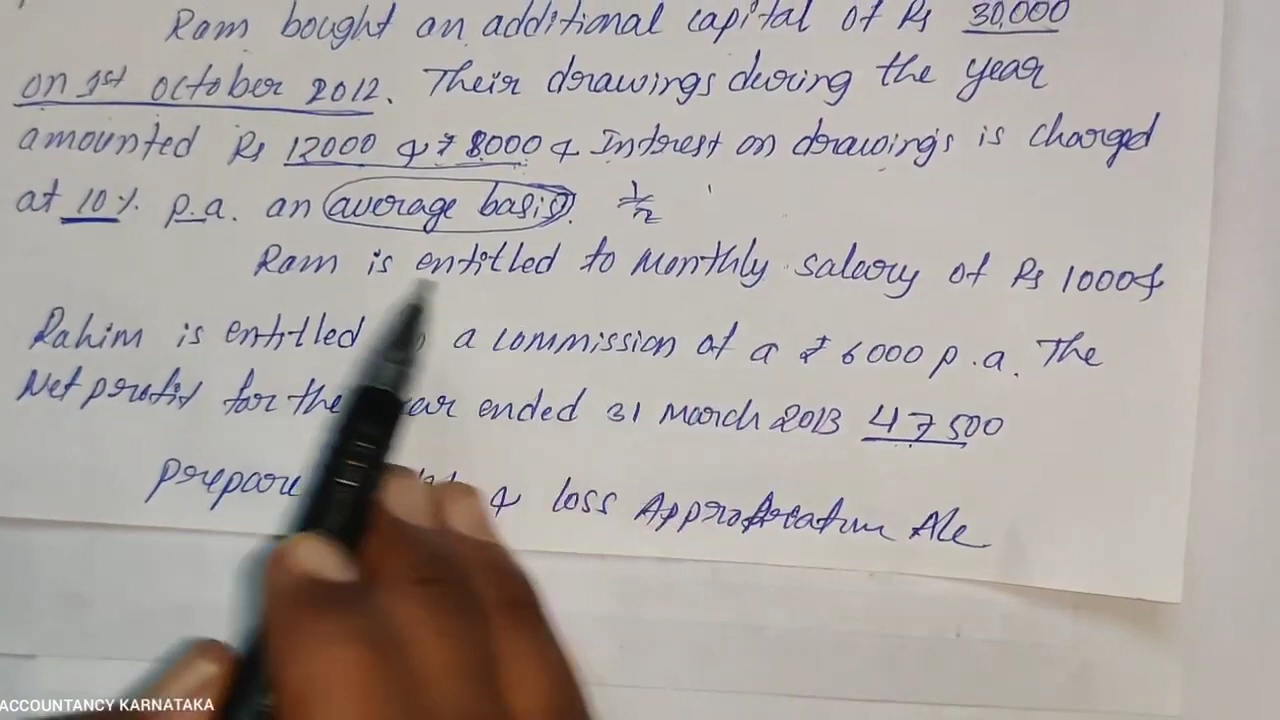 Ram bought an additional capital of Rs 30,000
on 1st october 2012. Their drawings during the year
amounted Rs 12000 & ₹ 8000 & Interest on drawings is charged
at 10% p.a. an average basis. 1/2
Ram is entitled to monthly salary of Rs 1000 &
Rahim is entitled a commission of a ₹ 6000 p.a. The
Net profit for the ear ended 31 March 2013 47500
prepare & loss Appropriation A/c
ACCOUNTANCY KARNATAKA